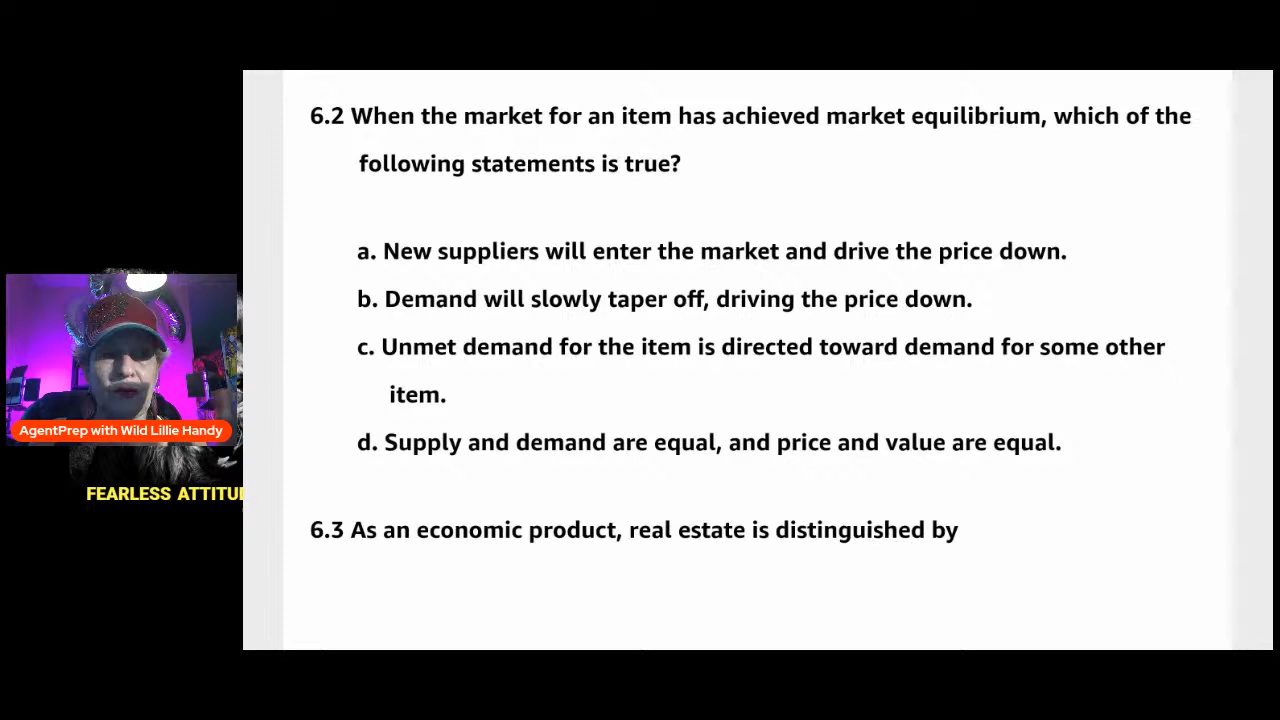 6.2 When the market for an item has achieved market equilibrium, which of the
following statements is true?
a. New suppliers will enter the market and drive the price down.
b. Demand will slowly taper off, driving the price down.
c. Unmet demand for the item is directed toward demand for some other
item.
d. Supply and demand are equal, and price and value are equal.
6.3 As an economic product, real estate is distinguished by
AgentPrep with Wild Lillie Handy
FEARLESS